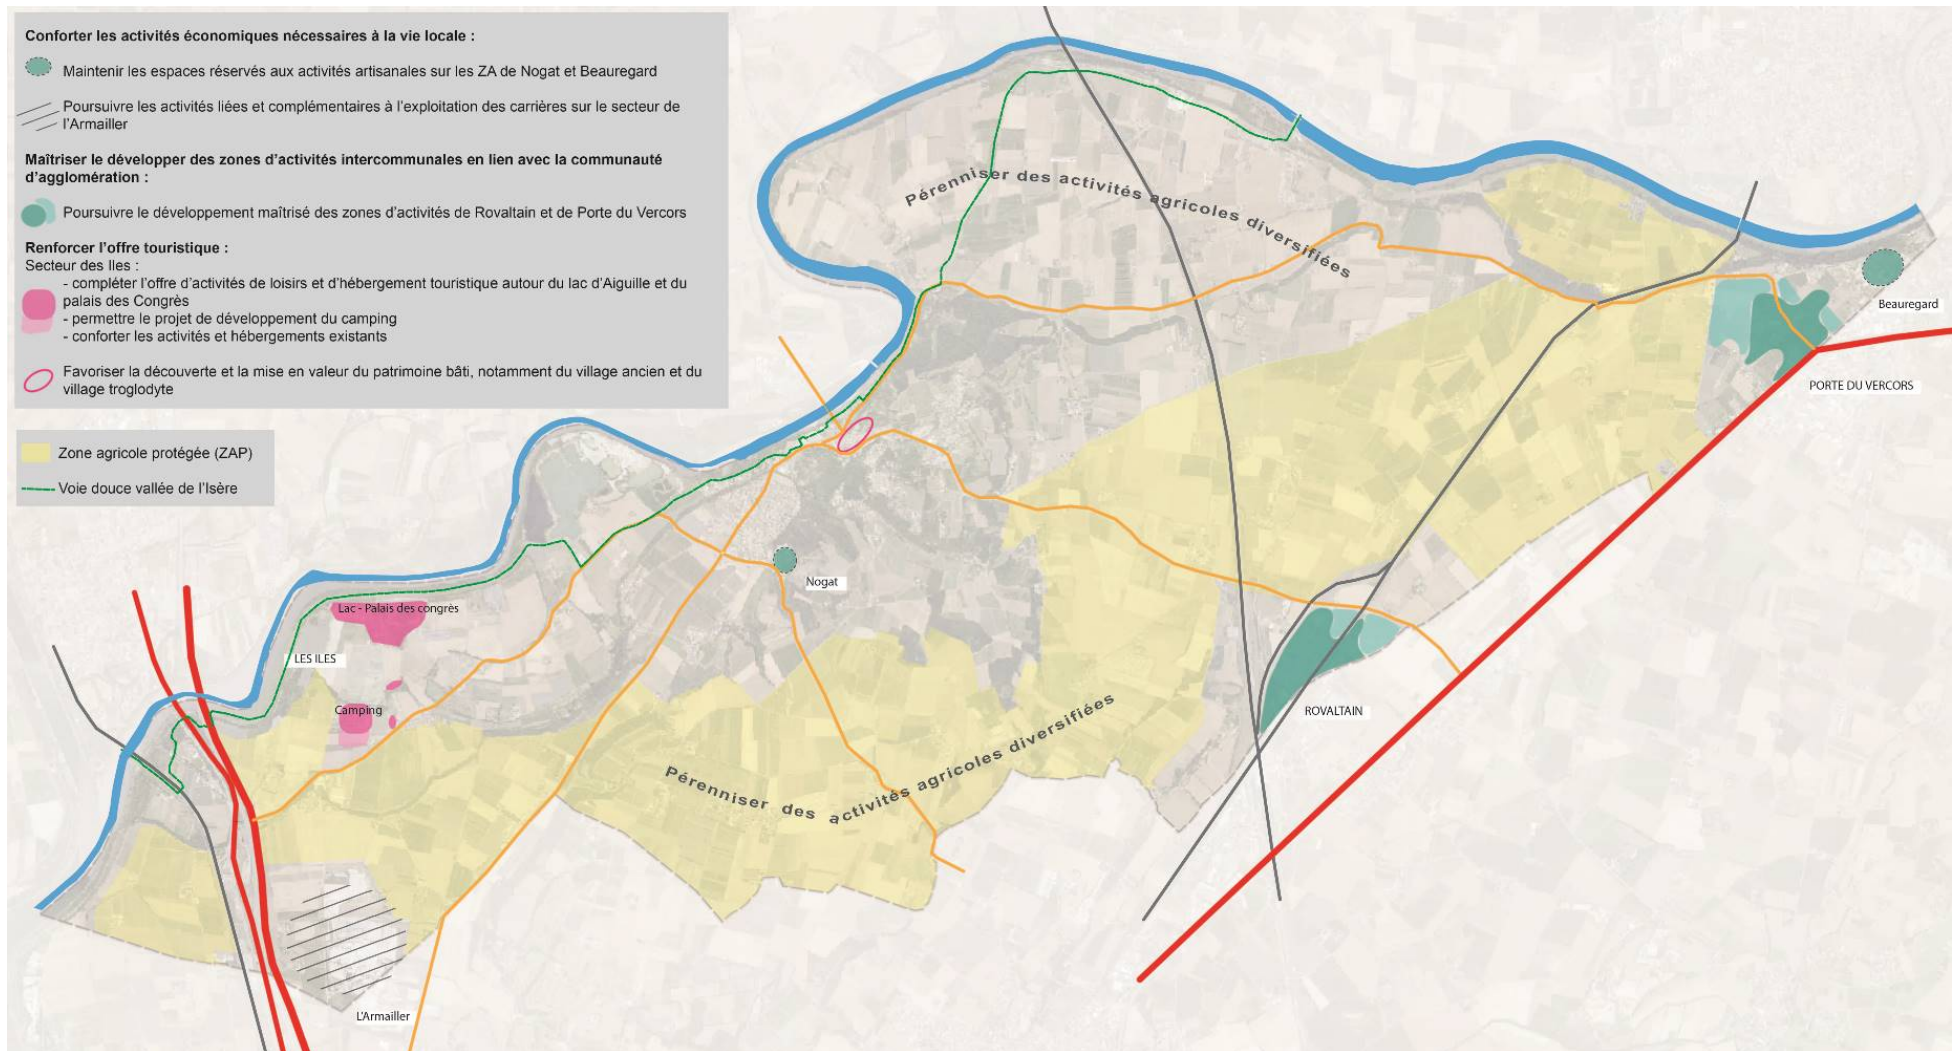 Conforter les activités économiques nécessaires à la vie locale :
Maintenir les espaces réservés aux activités artisanales sur les ZA de Nogat et Beauregard
Poursuivre les activités liées et complémentaires à l'exploitation des carrières sur le secteur de
l'Armailler
Maîtriser le développer des zones d'activités intercommunales en lien avec la communauté
d'agglomération :
Poursuivre le développement maîtrisé des zones d'activités de Rovaltain et de Porte du Vercors
Renforcer l'offre touristique :
Secteur des Iles :
- compléter l'offre d'activités de loisirs et d'hébergement touristique autour du lac d'Aiguille et du
palais des Congrès
- permettre le projet de développement du camping
- conforter les activités et hébergements existants
Favoriser la découverte et la mise en valeur du patrimoine bâti, notamment du village ancien et du
village troglodyte
Zone agricole protégée (ZAP)
Voie douce vallée de l'Isère
Pérenniser des activités agricoles diversifiées
Beauregard
PORTE DU VERCORS
Nogat
Lac - Palais des congrès
LES ILES
Camping
ROVALTAIN
Pérenniser des activités agricoles diversifiées
L'Armailler